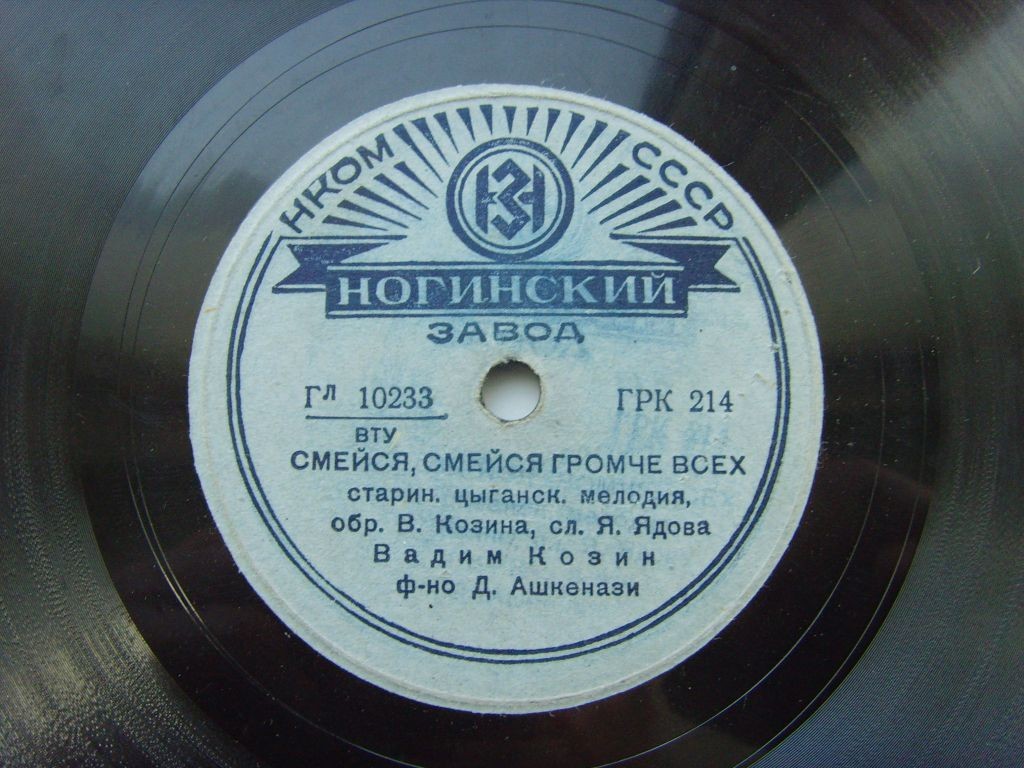 НКОМ СССР
НЗН
НОГИНСКИЙ
ЗАВОД
Гл 10233 ГРК 214
ВТУ
СМЕЙСЯ, СМЕЙСЯ ГРОМЧЕ ВСЕХ
старин. цыганск. мелодия,
обр. В. Козина, сл. Я. Ядова
Вадим Козин
ф-но Д. Ашкенази